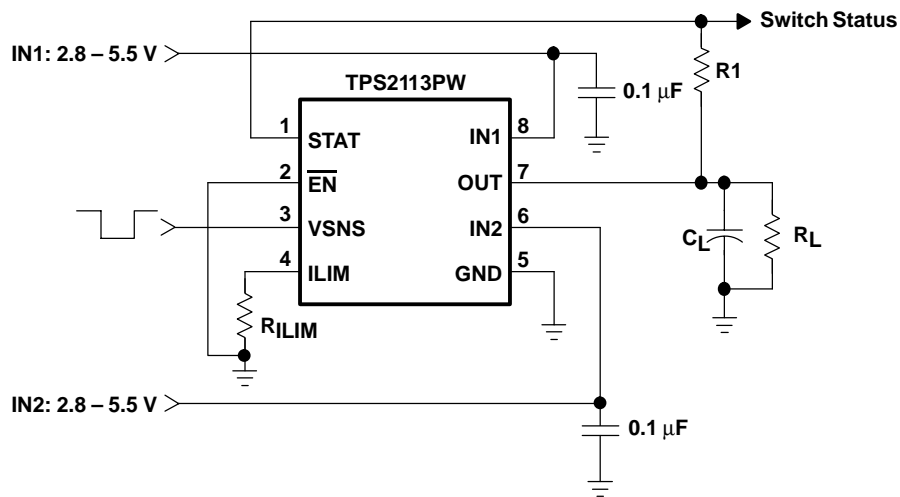 Switch Status
IN1: 2.8 – 5.5 V
R1
TPS2113PW
0.1 μF
1
STAT
IN1
8
2
EN
OUT
7
3
VSNS
IN2
6
4
ILIM
GND
5
CL
RL
RILIM
IN2: 2.8 – 5.5 V
0.1 μF